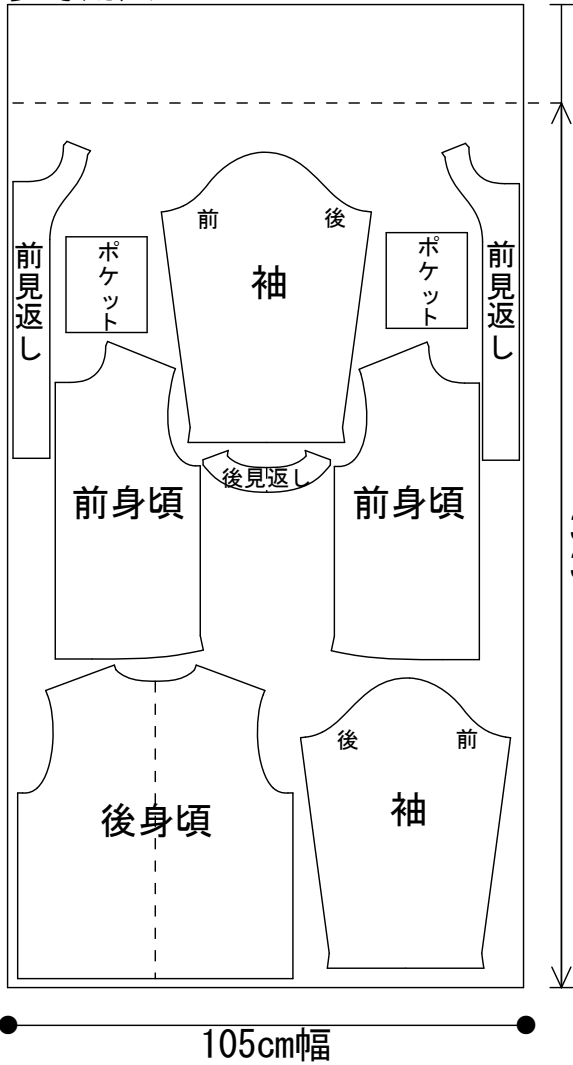 前 後
ポケット
ポケット
前見返し
前見返し
袖
後見返し
前身頃
前身頃
後 前
後身頃
袖
105cm幅